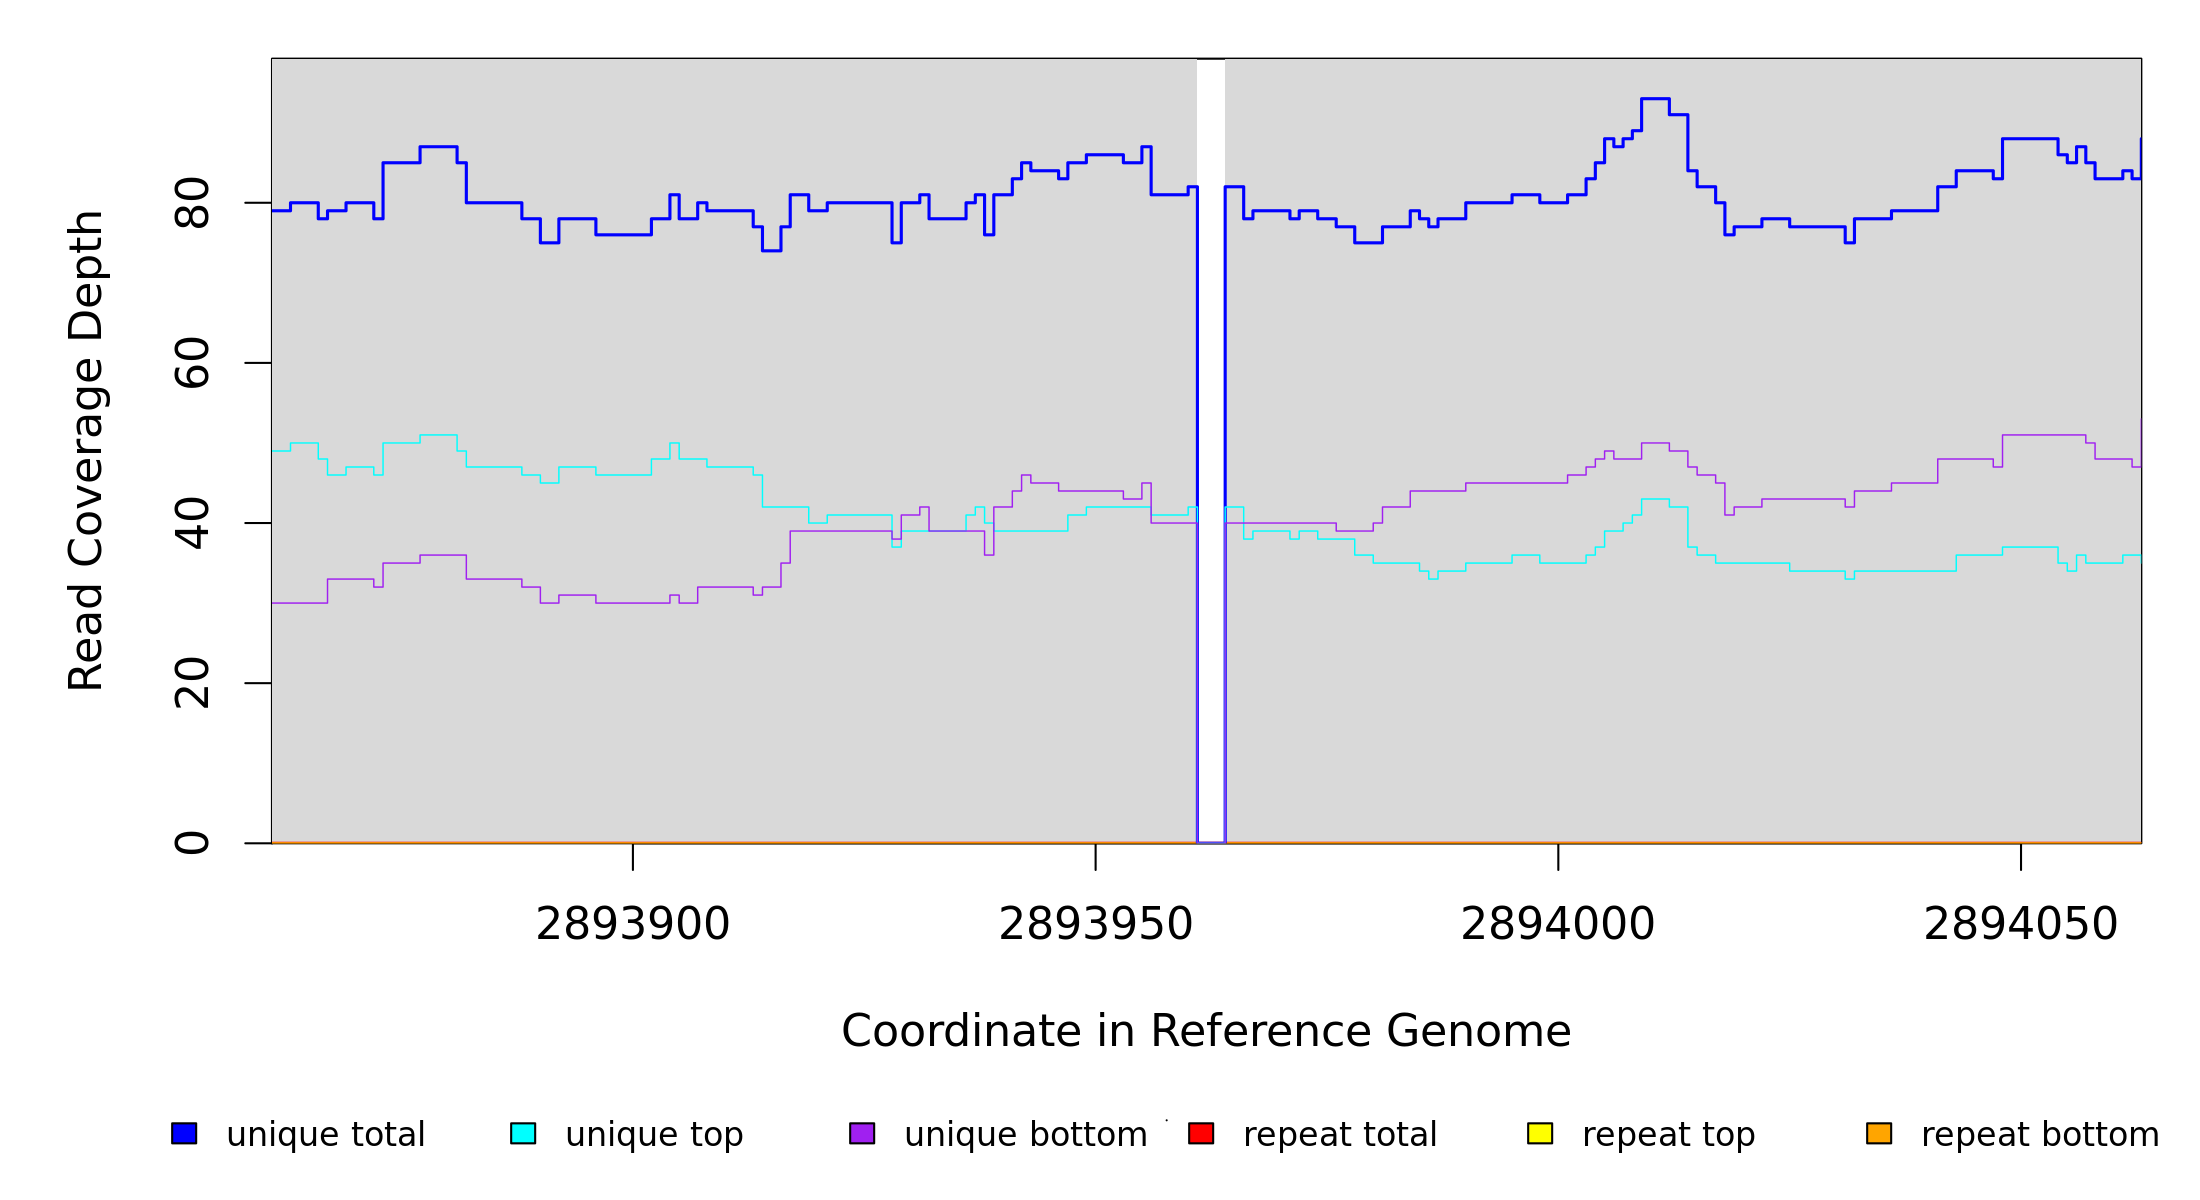 Read Coverage Depth
80
60
40
20
0
2893900 2893950 2894000 2894050
Coordinate in Reference Genome
unique total unique top unique bottom repeat total repeat top repeat bottom